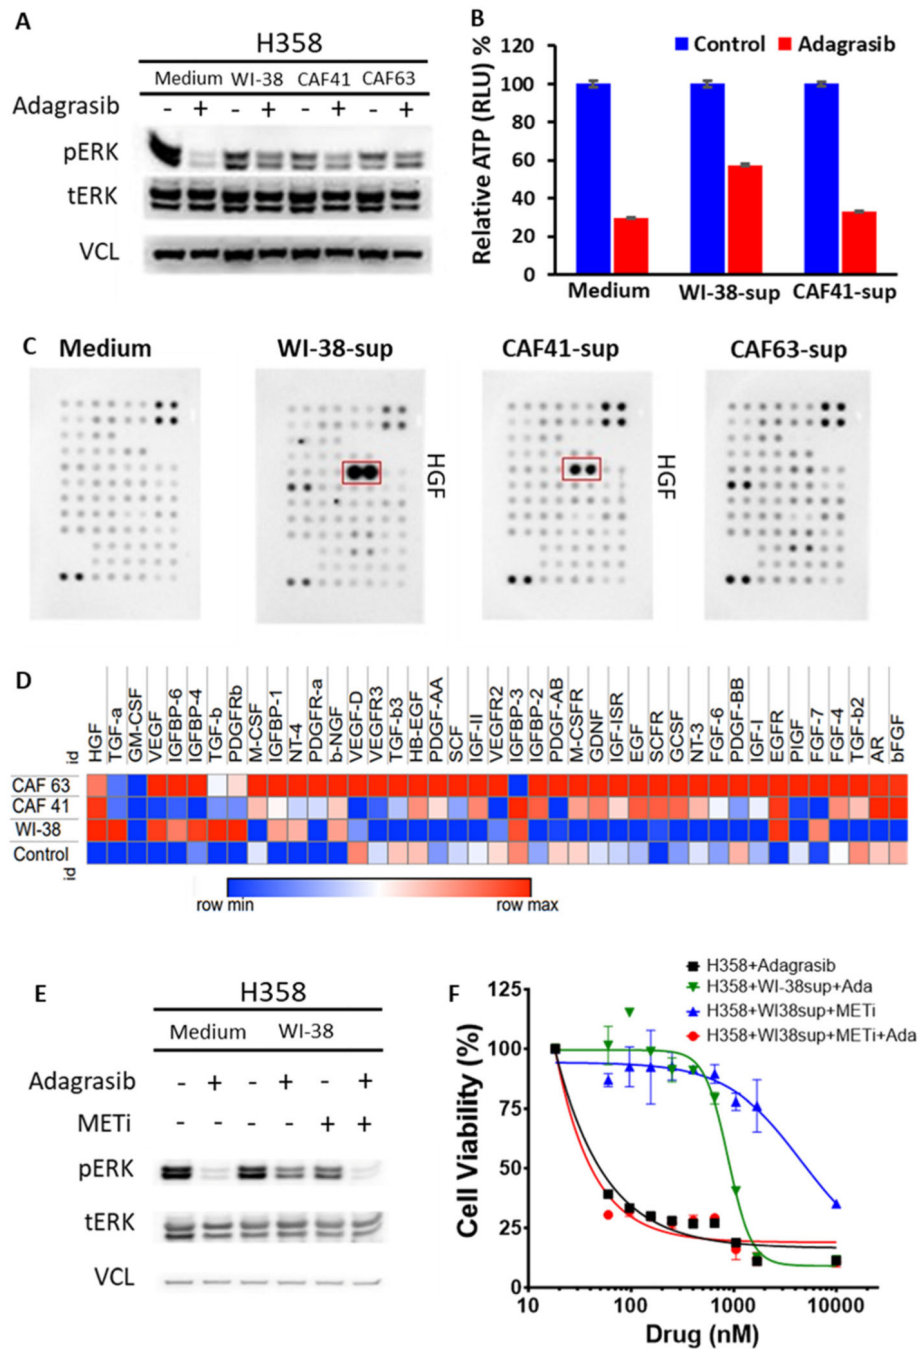 A
H358
Medium WI-38 CAF41 CAF63
Adagrasib - + - + - + - +
pERK
tERK
VCL
B
Control Adagrasib
Relative ATP (RLU) %
120
100
80
60
40
20
0
Medium WI-38-sup CAF41-sup
C
Medium WI-38-sup CAF41-sup CAF63-sup
HGF
HGF
D
id HGF TGF-a GM-CSF VEGF IGFBP-6 IGFBP-4 TGF-b PDGFRb M-CSF IGFBP-1 NT-4 PDGFR-a b-NGF VEGF-D VEGFR3 TGF-b3 HB-EGF PDGF-AA SCF IGF-II VEGFR2 IGFBP-3 IGFBP-2 PDGF-AB M-CSFR GDNF IGF-ISR EGF SCFR GCSF NT-3 FGF-6 PDGF-BB IGF-I EGFR PIGF FGF-7 FGF-4 TGF-b2 AR bFGF
CAF 63
CAF 41
WI-38
Control
id
row min row max
E
H358
Medium WI-38
Adagrasib - + - + - +
METi - - - - + +
pERK
tERK
VCL
F
H358+Adagrasib
H358+WI-38sup+Ada
H358+WI38sup+METi
H358+WI38sup+METi+Ada
Cell Viability (%)
125
100
75
50
25
0
10 100 1000 10000
Drug (nM)